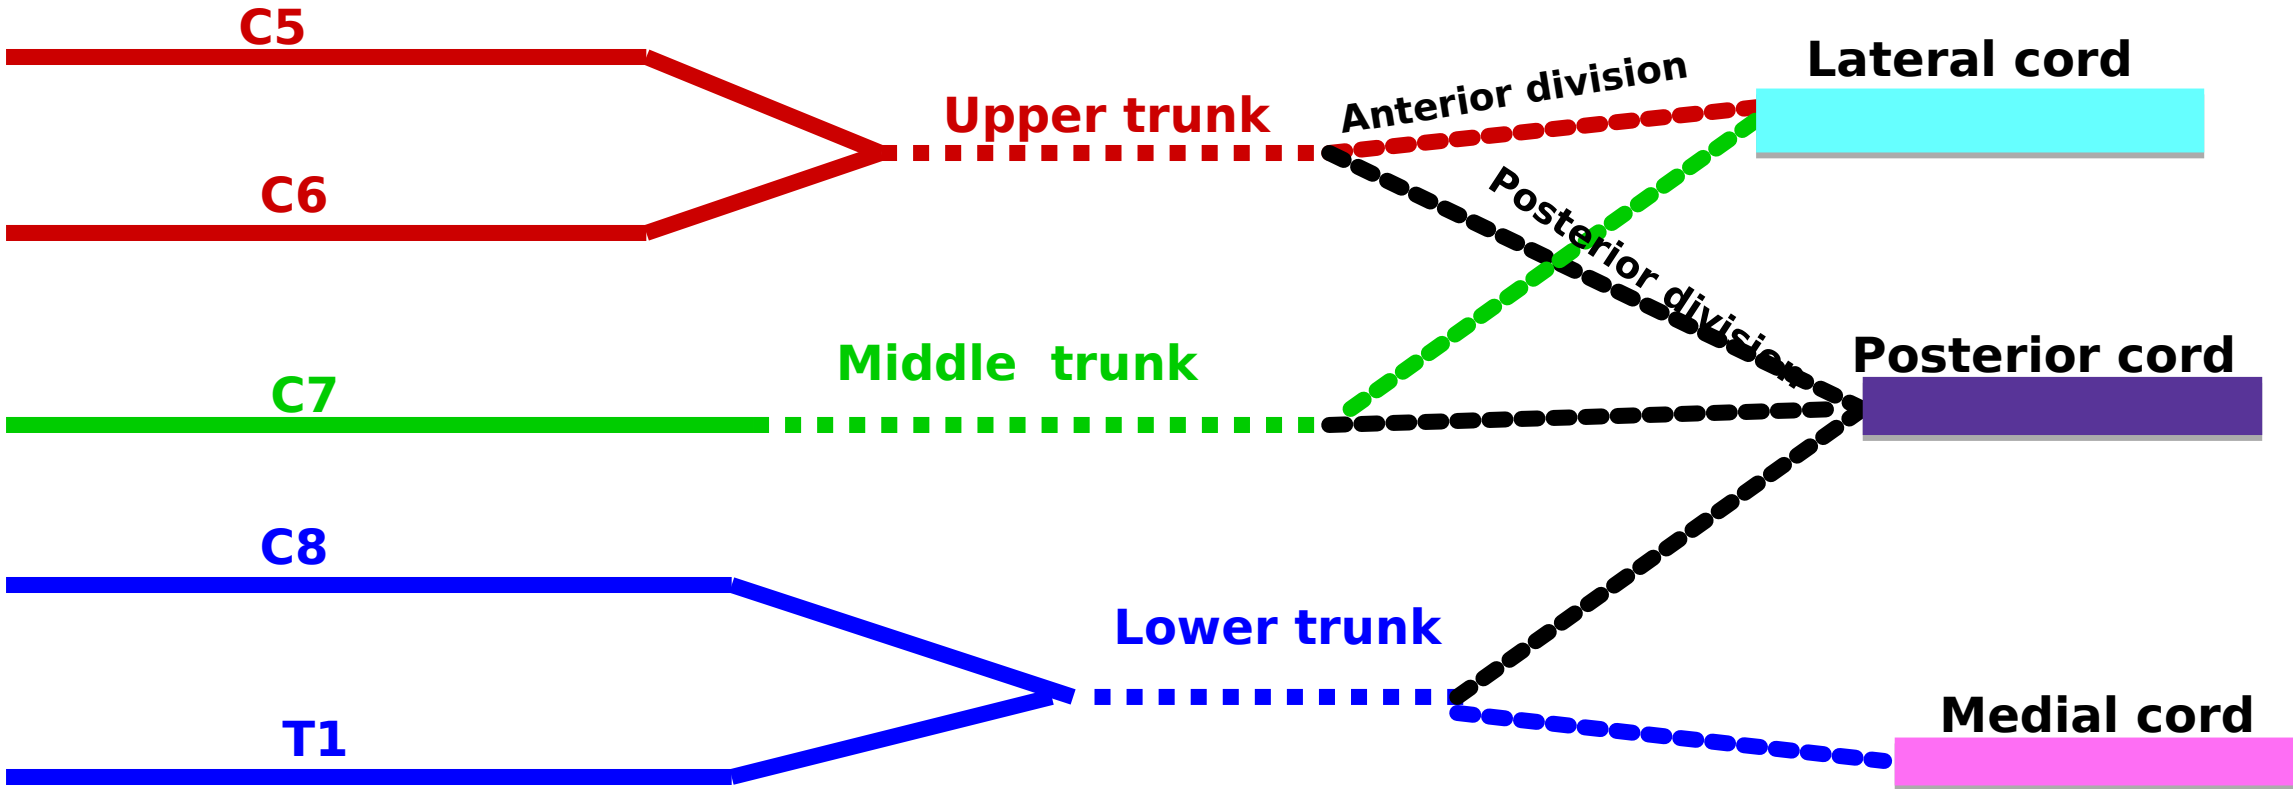 C5
C6
Upper trunk
Anterior division
Posterior division
Lateral cord
C7
Middle trunk
Posterior cord
C8
T1
Lower trunk
Medial cord